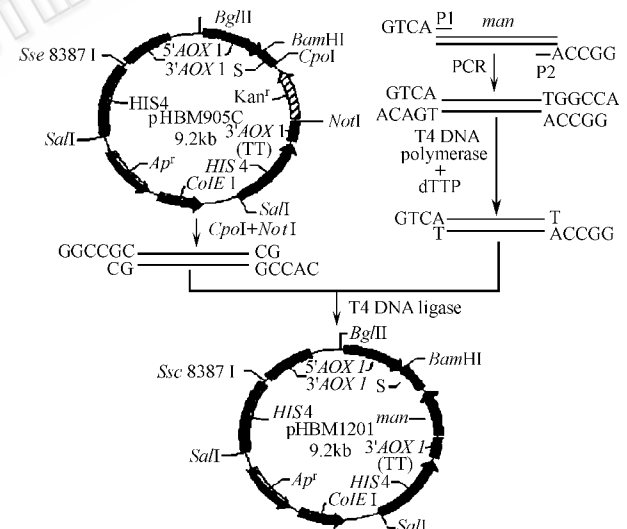 BglII
BamHI
CpoI
Sse 8387 I
5'AOX 1
3'AOX 1
S
Kanʳ
HIS4
pHBM905C
9.2kb
NotI
3'AOX 1
(TT)
SalI
HIS 4
Apʳ
ColE I
SalI
CpoI+NotI
GGCCGC
CG
CG
GCCAC
GTCA
P1
man
P2
ACCGG
PCR
GTCA
TGGCCA
ACAGT
ACCGG
T4 DNA
polymerase
+
dTTP
GTCA
T
T
ACCGG
T4 DNA ligase
BglII
BamHI
Ssc 8387 I
5'AOX 1
3'AOX 1
S
HIS4
man
pHBM1201
9.2kb
3'AOX 1
(TT)
SalI
HIS4
Apʳ
ColE I
SalI